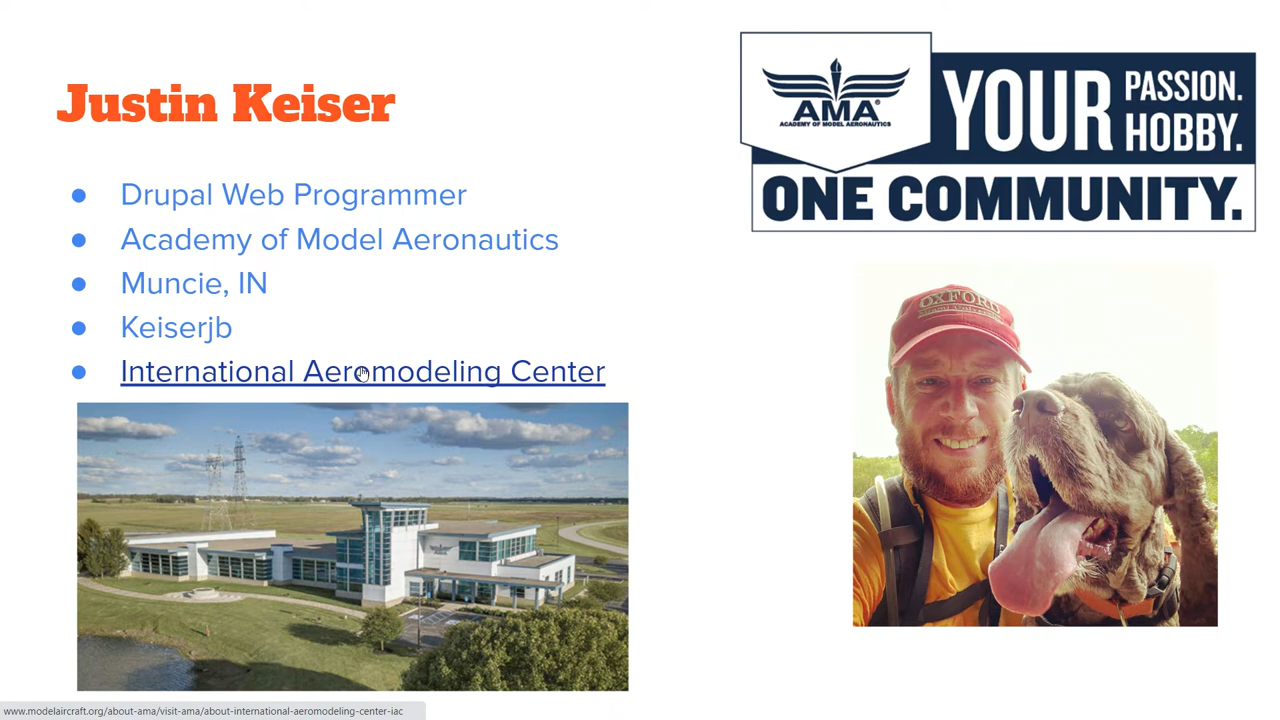 Justin Keiser
Drupal Web Programmer
Academy of Model Aeronautics
Muncie, IN
Keiserjb
International Aeromodeling Center
AMA®
ACADEMY OF MODEL AERONAUTICS
YOUR PASSION. HOBBY.
ONE COMMUNITY.
OXFORD
www.modelaircraft.org/about-ama/visit-ama/about-international-aeromodeling-center-iac